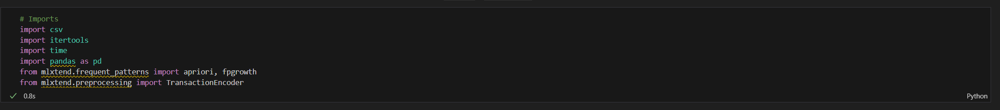 # Imports
import csv
import itertools
import time
import pandas as pd
from mlxtend.frequent_patterns import apriori, fpgrowth
from mlxtend.preprocessing import TransactionEncoder
0.8s
Python